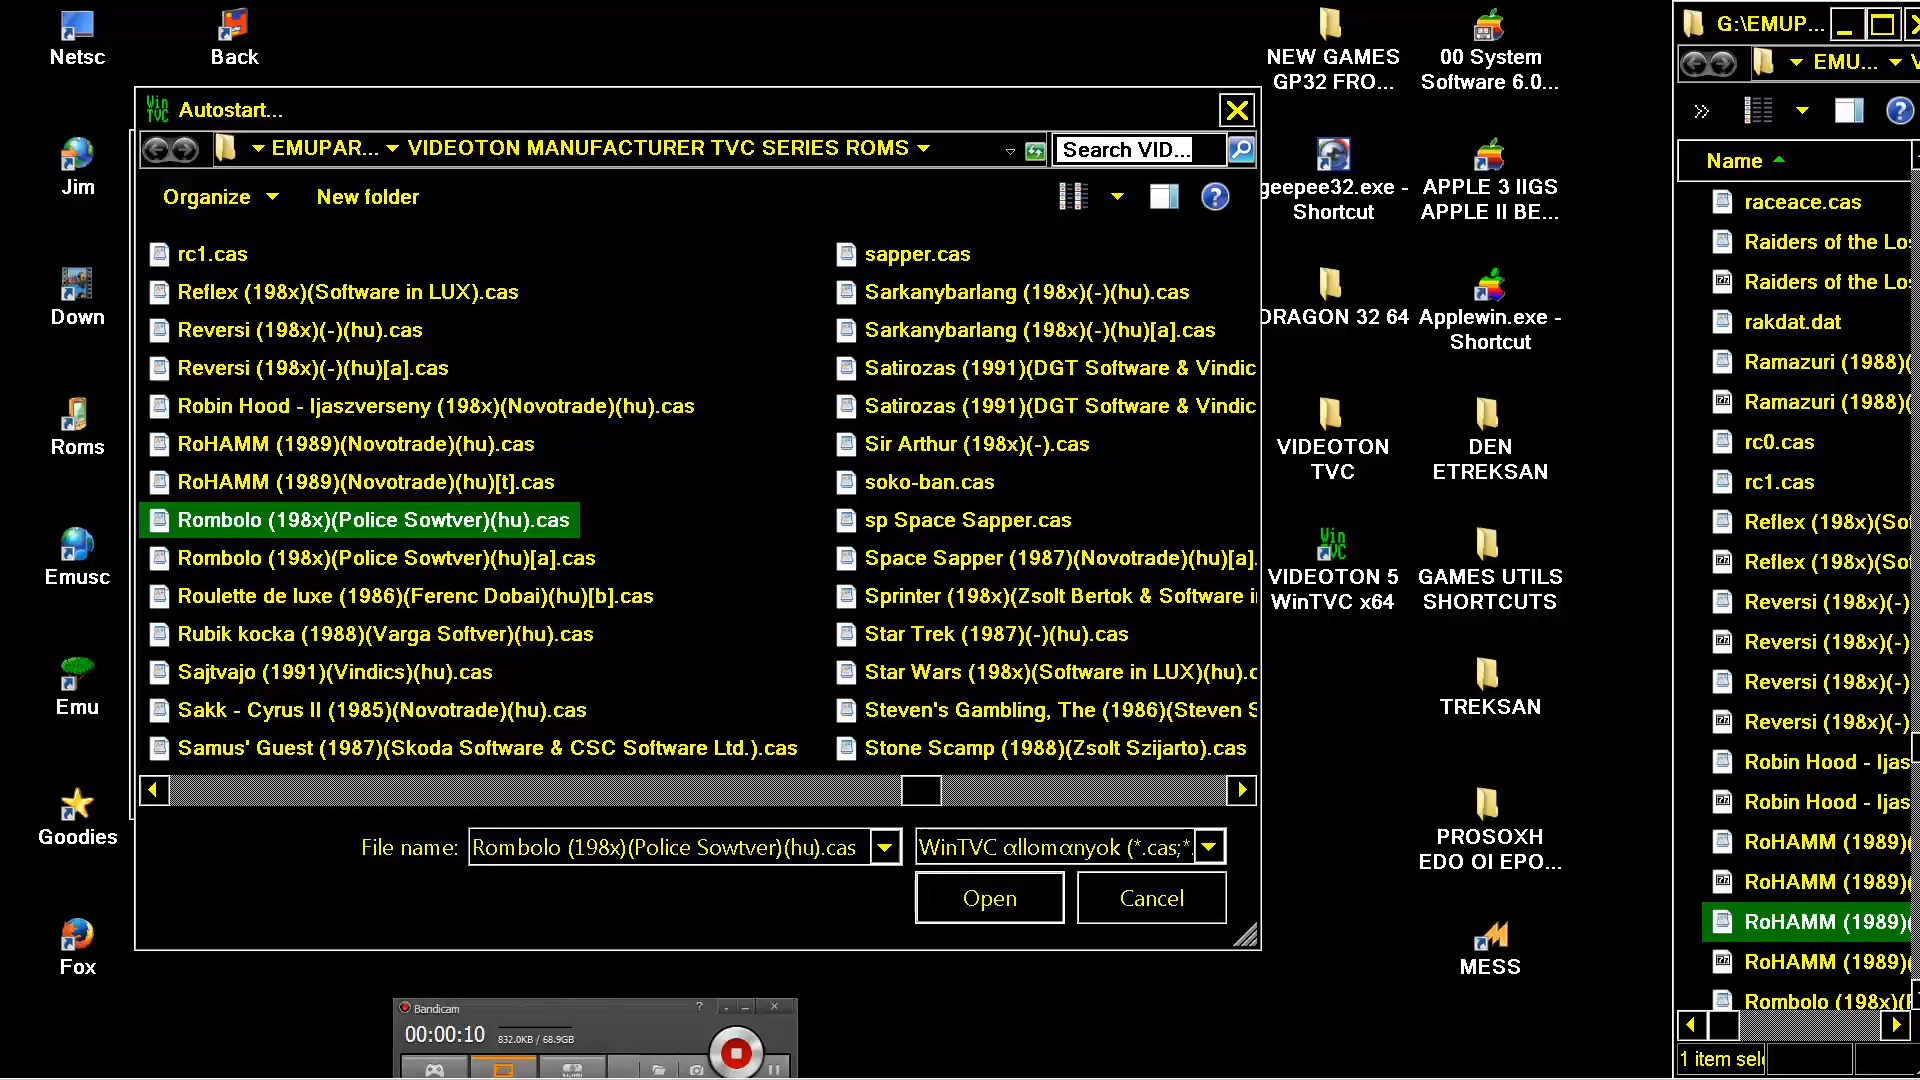 Netsc
Back
Jim
Down
Roms
Emusc
Emu
Goodies
Fox
Win
TVC
Autostart...
EMUPAR... VIDEOTON MANUFACTURER TVC SERIES ROMS
Search VID...
Organize
New folder
rc1.cas
Reflex (198x)(Software in LUX).cas
Reversi (198x)(-)(hu).cas
Reversi (198x)(-)(hu)[a].cas
Robin Hood - Ijaszverseny (198x)(Novotrade)(hu).cas
RoHAMM (1989)(Novotrade)(hu).cas
RoHAMM (1989)(Novotrade)(hu)[t].cas
Rombolo (198x)(Police Sowtver)(hu).cas
Rombolo (198x)(Police Sowtver)(hu)[a].cas
Roulette de luxe (1986)(Ferenc Dobai)(hu)[b].cas
Rubik kocka (1988)(Varga Softver)(hu).cas
Sajtvajo (1991)(Vindics)(hu).cas
Sakk - Cyrus II (1985)(Novotrade)(hu).cas
Samus' Guest (1987)(Skoda Software & CSC Software Ltd.).cas
sapper.cas
Sarkanybarlang (198x)(-)(hu).cas
Sarkanybarlang (198x)(-)(hu)[a].cas
Satirozas (1991)(DGT Software & Vindic
Satirozas (1991)(DGT Software & Vindic
Sir Arthur (198x)(-).cas
soko-ban.cas
sp Space Sapper.cas
Space Sapper (1987)(Novotrade)(hu)[a].
Sprinter (198x)(Zsolt Bertok & Software i
Star Trek (1987)(-)(hu).cas
Star Wars (198x)(Software in LUX)(hu).c
Steven's Gambling, The (1986)(Steven S
Stone Scamp (1988)(Zsolt Szijarto).cas
File name:
Rombolo (198x)(Police Sowtver)(hu).cas
WinTVC αllomαnyok (*.cas;*.
Open
Cancel
Bandicam
00:00:10
832.0KB / 68.9GB
NEW GAMES
GP32 FRO...
00 System
Software 6.0...
geepee32.exe -
Shortcut
APPLE 3 IIGS
APPLE II BE...
DRAGON 32 64
Applewin.exe -
Shortcut
VIDEOTON
TVC
DEN
ETREKSAN
Win
TVC
VIDEOTON 5
WinTVC x64
GAMES UTILS
SHORTCUTS
TREKSAN
PROSOXH
EDO OI EPO...
MESS
G:\EMUP...
EMU...
Name
raceace.cas
Raiders of the Los
Raiders of the Los
rakdat.dat
Ramazuri (1988)(
Ramazuri (1988)(
rc0.cas
rc1.cas
Reflex (198x)(Sof
Reflex (198x)(Sof
Reversi (198x)(-)
Reversi (198x)(-)
Reversi (198x)(-)
Reversi (198x)(-)
Robin Hood - Ijas
Robin Hood - Ijas
RoHAMM (1989)(
RoHAMM (1989)(
RoHAMM (1989)(
RoHAMM (1989)(
Rombolo (198x)(P
1 item sele